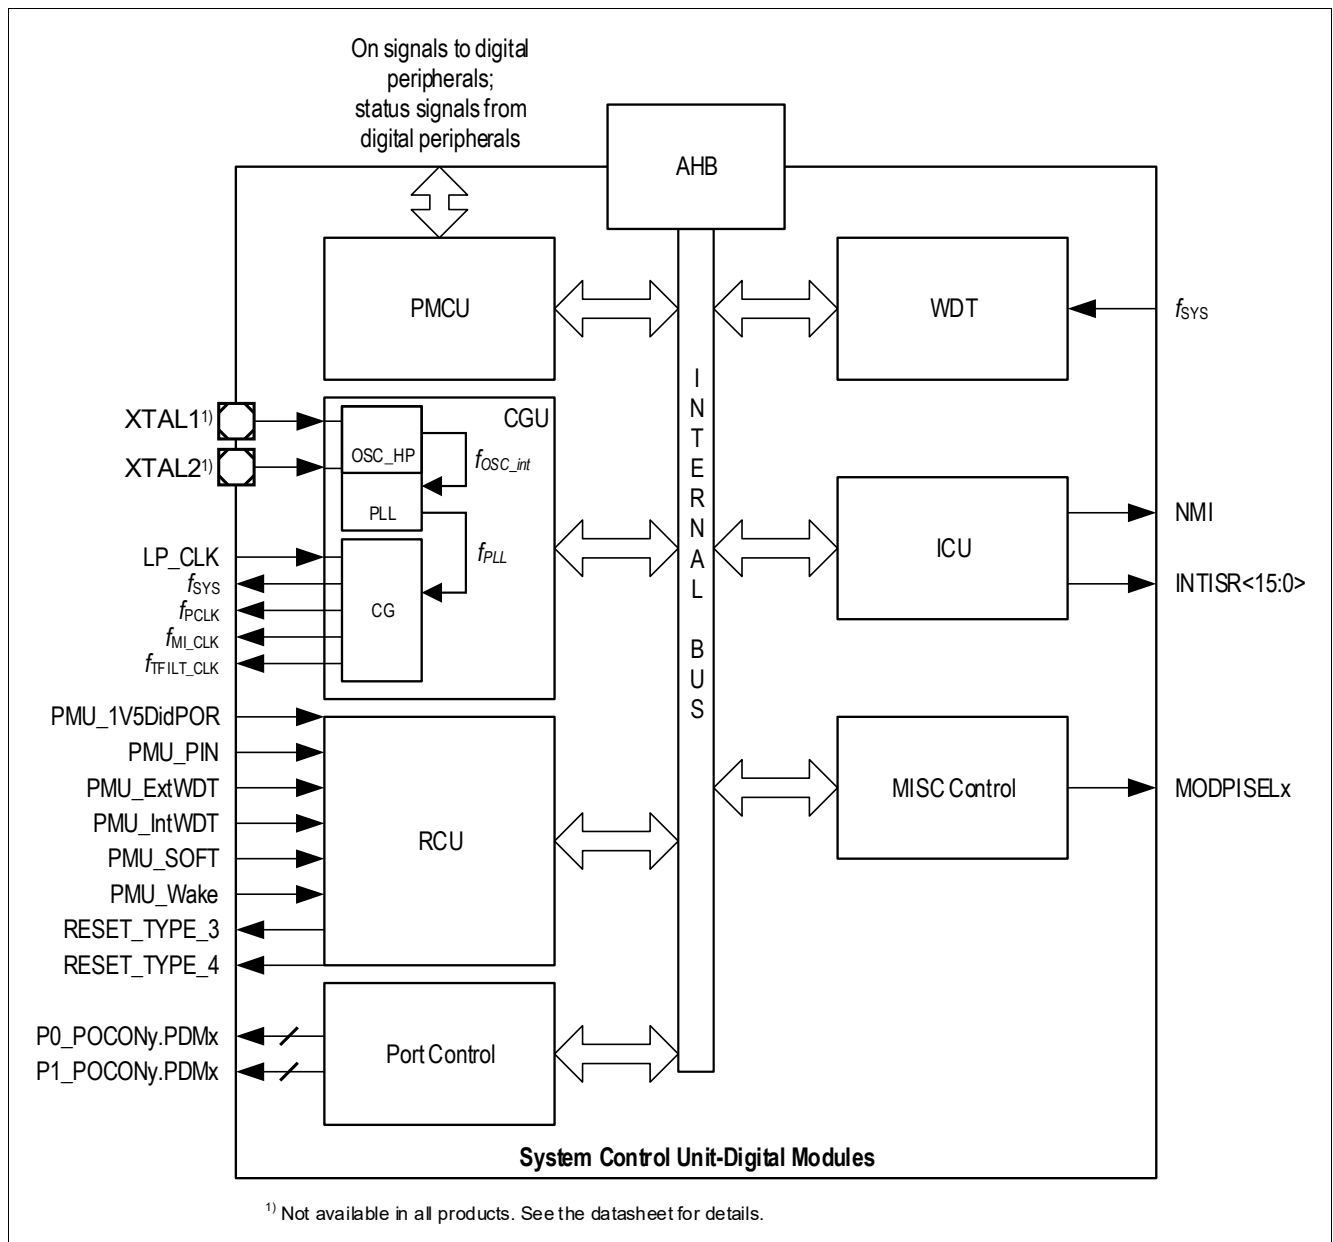 On signals to digital
peripherals;
status signals from
digital peripherals
AHB
PMCU
WDT
fSYS
INTERNAL BUS
XTAL1¹⁾
XTAL2¹⁾
CGU
OSC_HP
fOSC_int
PLL
fPLL
CG
LP_CLK
fSYS
fPCLK
fMI_CLK
fTFILT_CLK
ICU
NMI
INTISR<15:0>
PMU_1V5DidPOR
PMU_PIN
PMU_ExtWDT
PMU_IntWDT
PMU_SOFT
PMU_Wake
RESET_TYPE_3
RESET_TYPE_4
RCU
MISC Control
MODPISELx
P0_POCONy.PDMx
P1_POCONy.PDMx
Port Control
System Control Unit-Digital Modules
¹⁾ Not available in all products. See the datasheet for details.